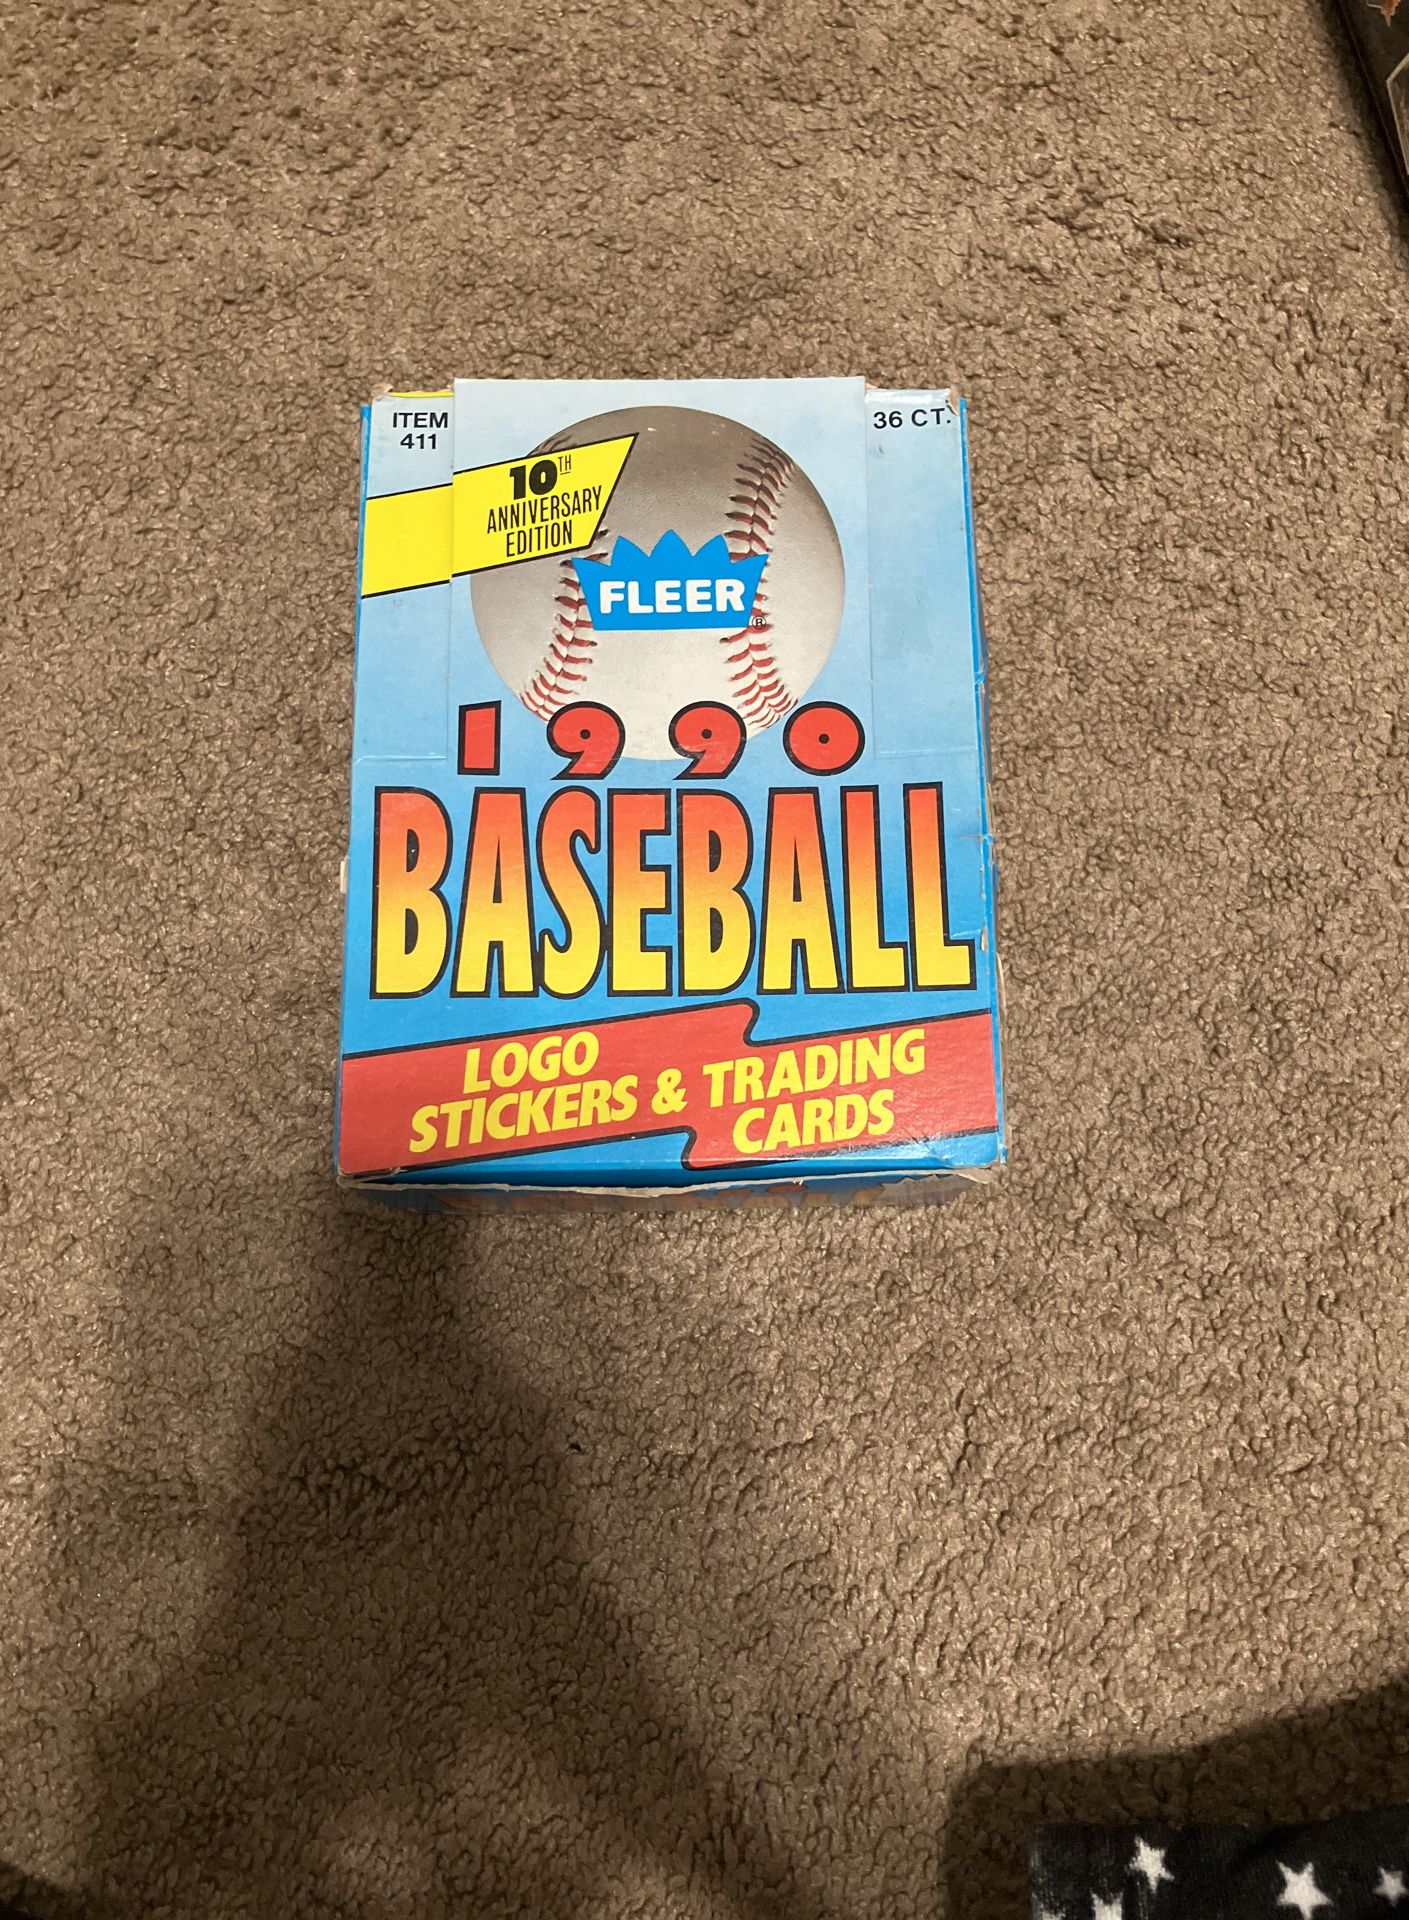 ITEM
411
36 CT.
10TH
ANNIVERSARY
EDITION
FLEER
®
1990
BASEBALL
LOGO
STICKERS & TRADING
CARDS